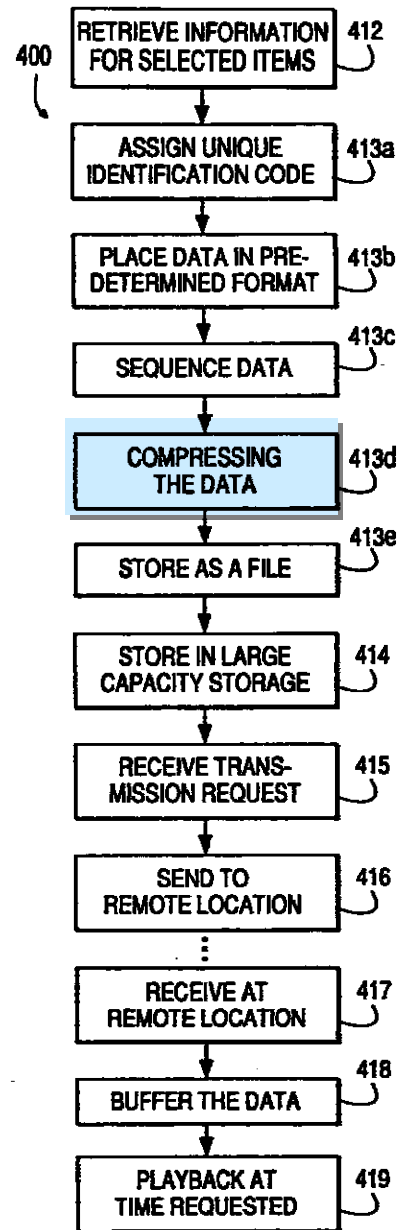 400
RETRIEVE INFORMATION
FOR SELECTED ITEMS
412
ASSIGN UNIQUE
IDENTIFICATION CODE
413a
PLACE DATA IN PRE-
DETERMINED FORMAT
413b
SEQUENCE DATA
413c
COMPRESSING
THE DATA
413d
STORE AS A FILE
413e
STORE IN LARGE
CAPACITY STORAGE
414
RECEIVE TRANS-
MISSION REQUEST
415
SEND TO
REMOTE LOCATION
416
RECEIVE AT
REMOTE LOCATION
417
BUFFER THE DATA
418
PLAYBACK AT
TIME REQUESTED
419